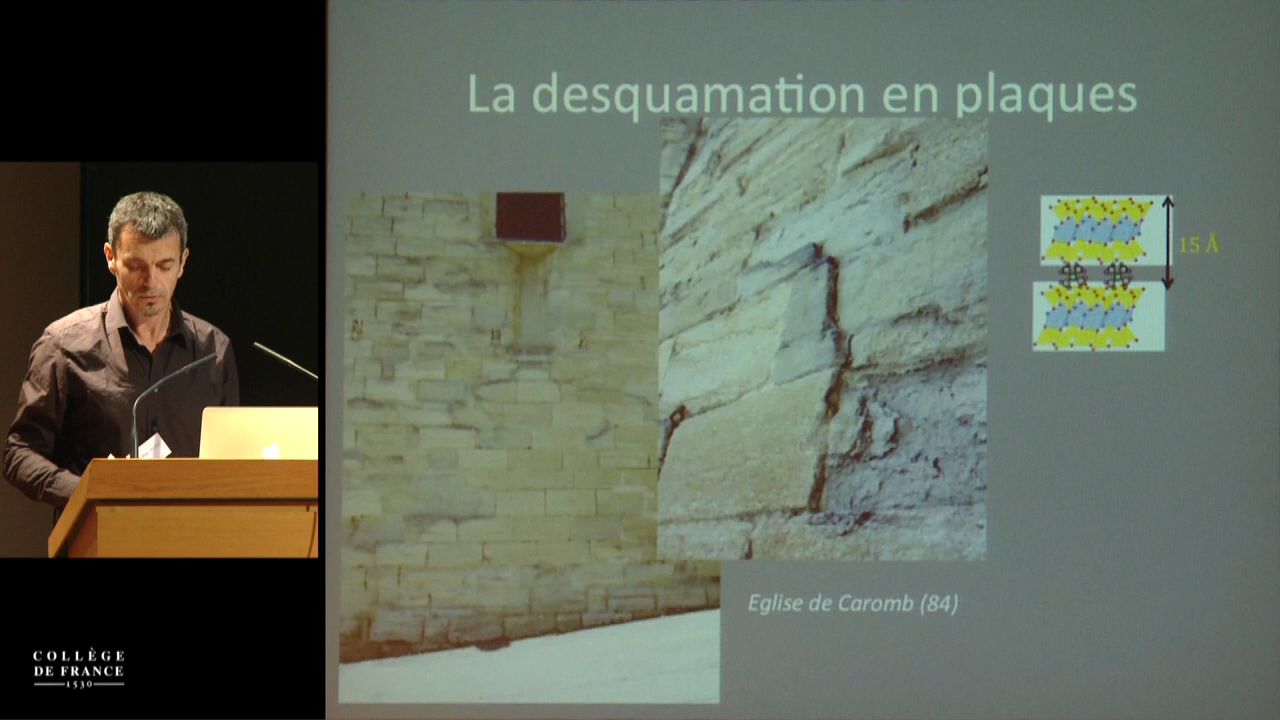 La desquamation en plaques
15 Å
Eglise de Caromb (84)
COLLÈGE
DE FRANCE
1530